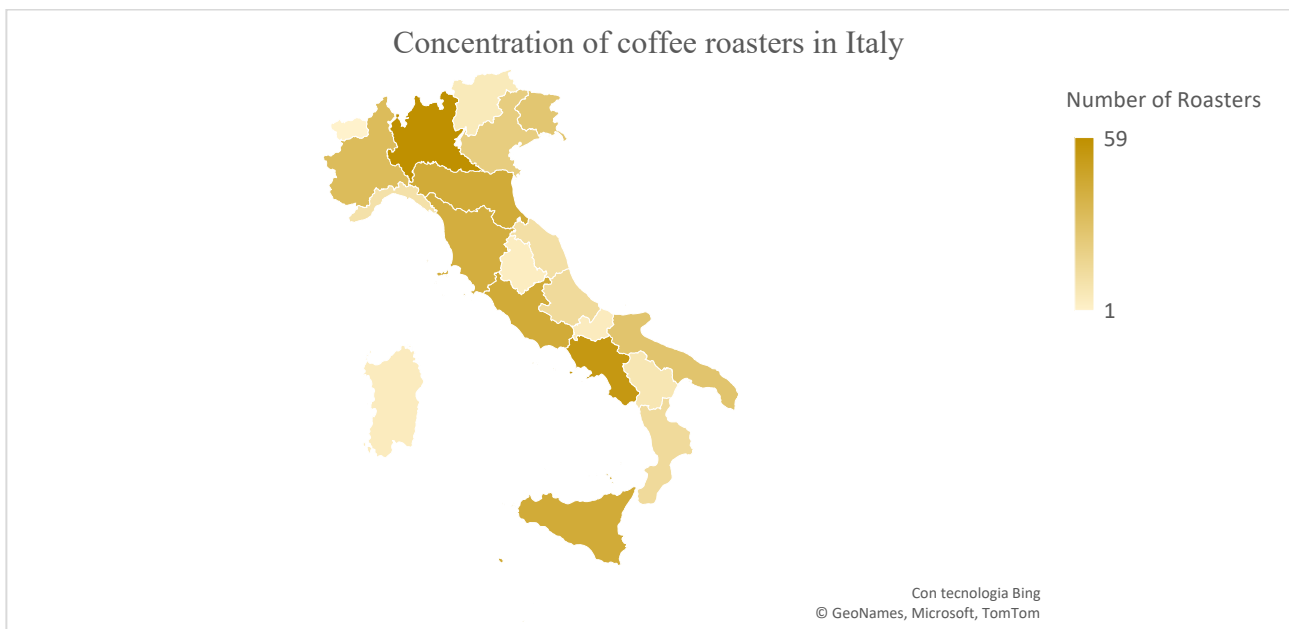 Concentration of coffee roasters in Italy
Number of Roasters
59
1
Con tecnologia Bing
© GeoNames, Microsoft, TomTom